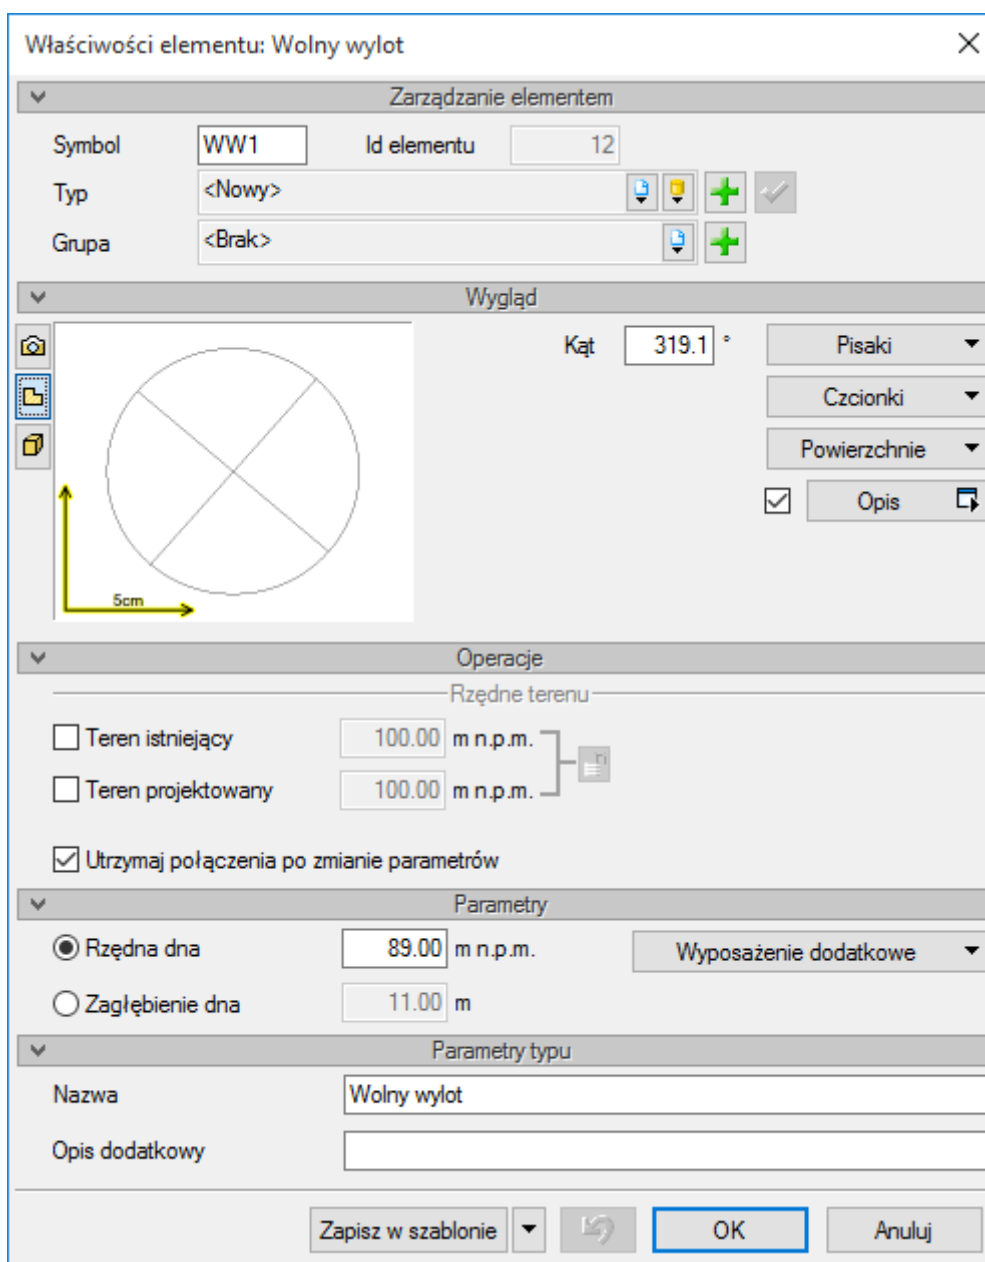 Właściwości elementu: Wolny wylot
Zarządzanie elementem
Symbol WW1 Id elementu 12
Typ <Nowy>
Grupa <Brak>
Wygląd
Kąt 319.1 ° Pisaki
Czcionki
Powierzchnie
Opis
5cm
Operacje
Rzędne terenu
Teren istniejący 100.00 m n.p.m.
Teren projektowany 100.00 m n.p.m.
Utrzymaj połączenia po zmianie parametrów
Parametry
Rzędna dna 89.00 m n.p.m. Wyposażenie dodatkowe
Zagłębienie dna 11.00 m
Parametry typu
Nazwa Wolny wylot
Opis dodatkowy
Zapisz w szablonie OK Anuluj